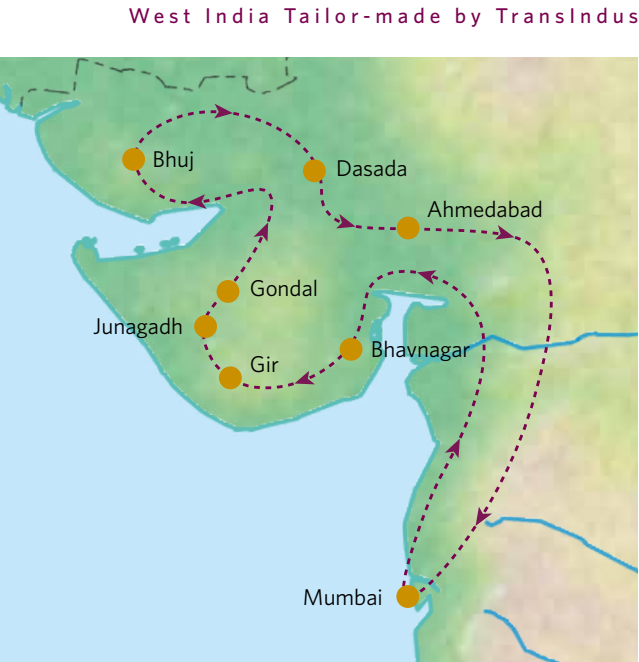 West India Tailor-made by TransIndus
Bhuj
Dasada
Ahmedabad
Gondal
Junagadh
Bhavnagar
Gir
Mumbai